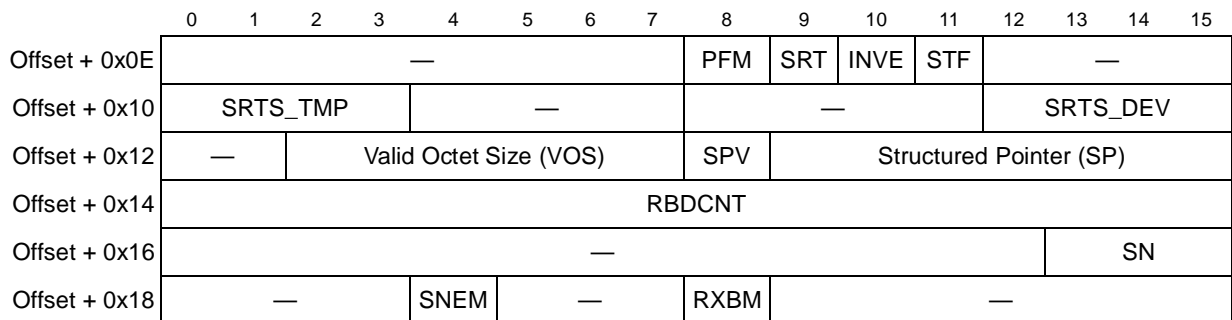 0 1 2 3 4 5 6 7 8 9 10 11 12 13 14 15
Offset + 0x0E — PFM SRT INVE STF —
Offset + 0x10 SRTS_TMP — — SRTS_DEV
Offset + 0x12 — Valid Octet Size (VOS) SPV Structured Pointer (SP)
Offset + 0x14 RBDCNT
Offset + 0x16 — SN
Offset + 0x18 — SNEM — RXBM —